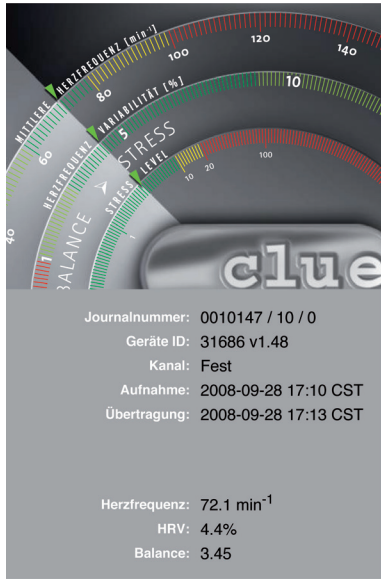 MITTLERE HERZFREQUENZ [min⁻¹]
40 60 80 100 120 140
HERZFREQUENZ VARIABILITÄT [%]
1 5 10
BALANCE STRESS
STRESS LEVEL
1 10 20 100
clue
Journalnummer: 0010147 / 10 / 0
Geräte ID: 31686 v1.48
Kanal: Fest
Aufnahme: 2008-09-28 17:10 CST
Übertragung: 2008-09-28 17:13 CST
Herzfrequenz: 72.1 min⁻¹
HRV: 4.4%
Balance: 3.45